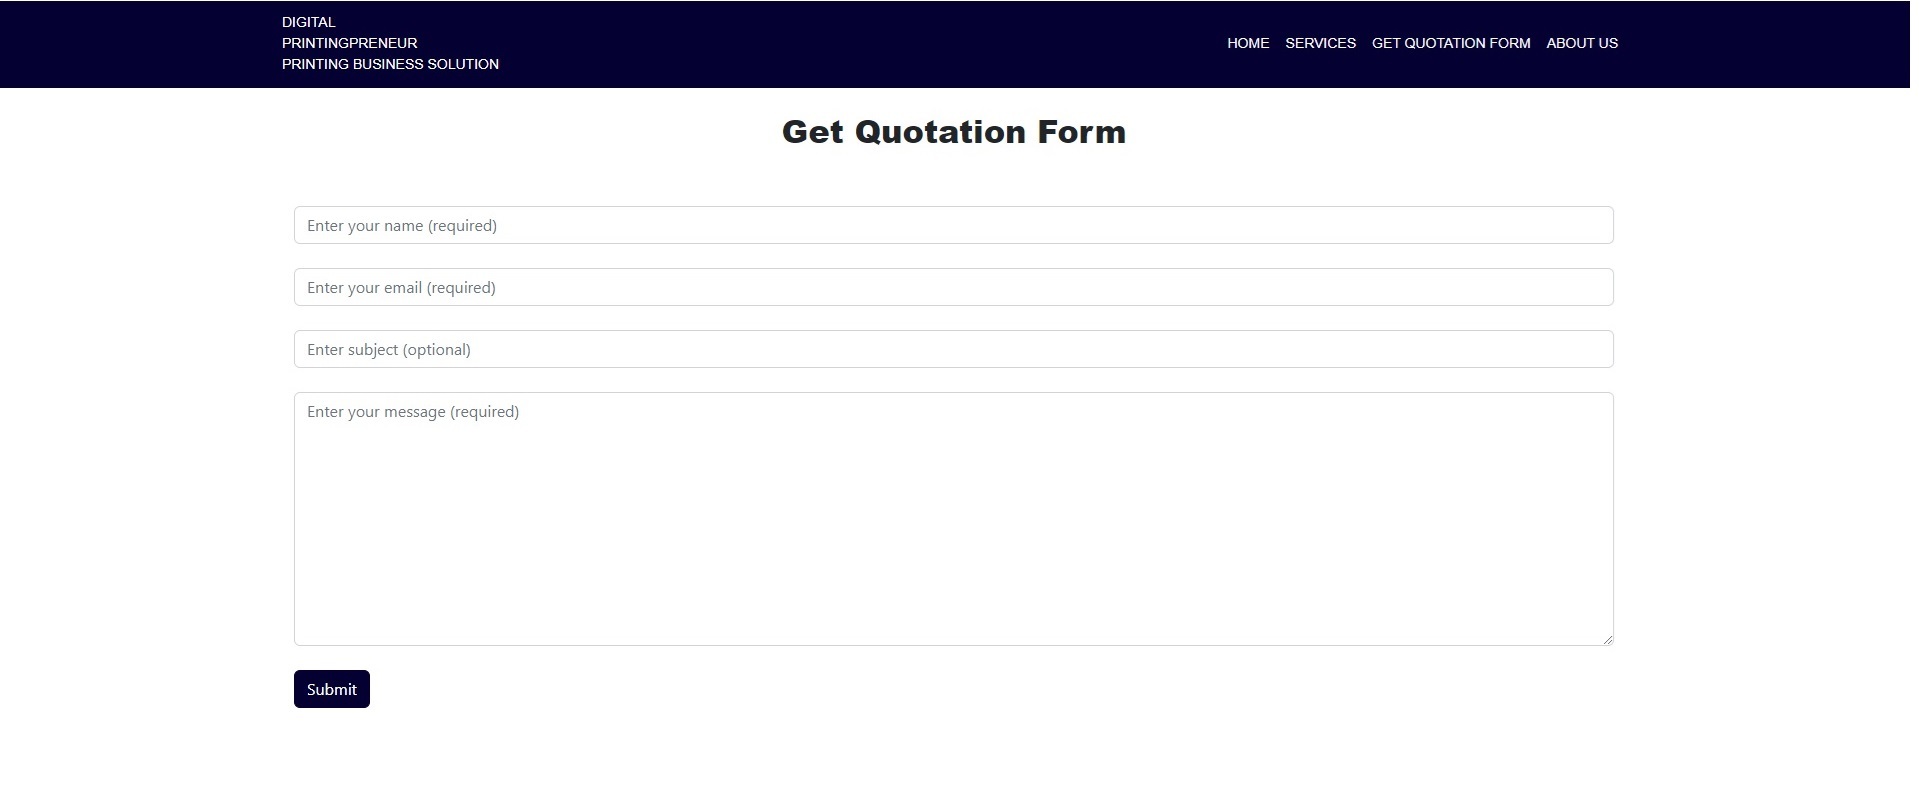 DIGITAL
PRINTINGPRENEUR
PRINTING BUSINESS SOLUTION
HOME SERVICES GET QUOTATION FORM ABOUT US
Get Quotation Form
Enter your name (required)
Enter your email (required)
Enter subject (optional)
Enter your message (required)
Submit